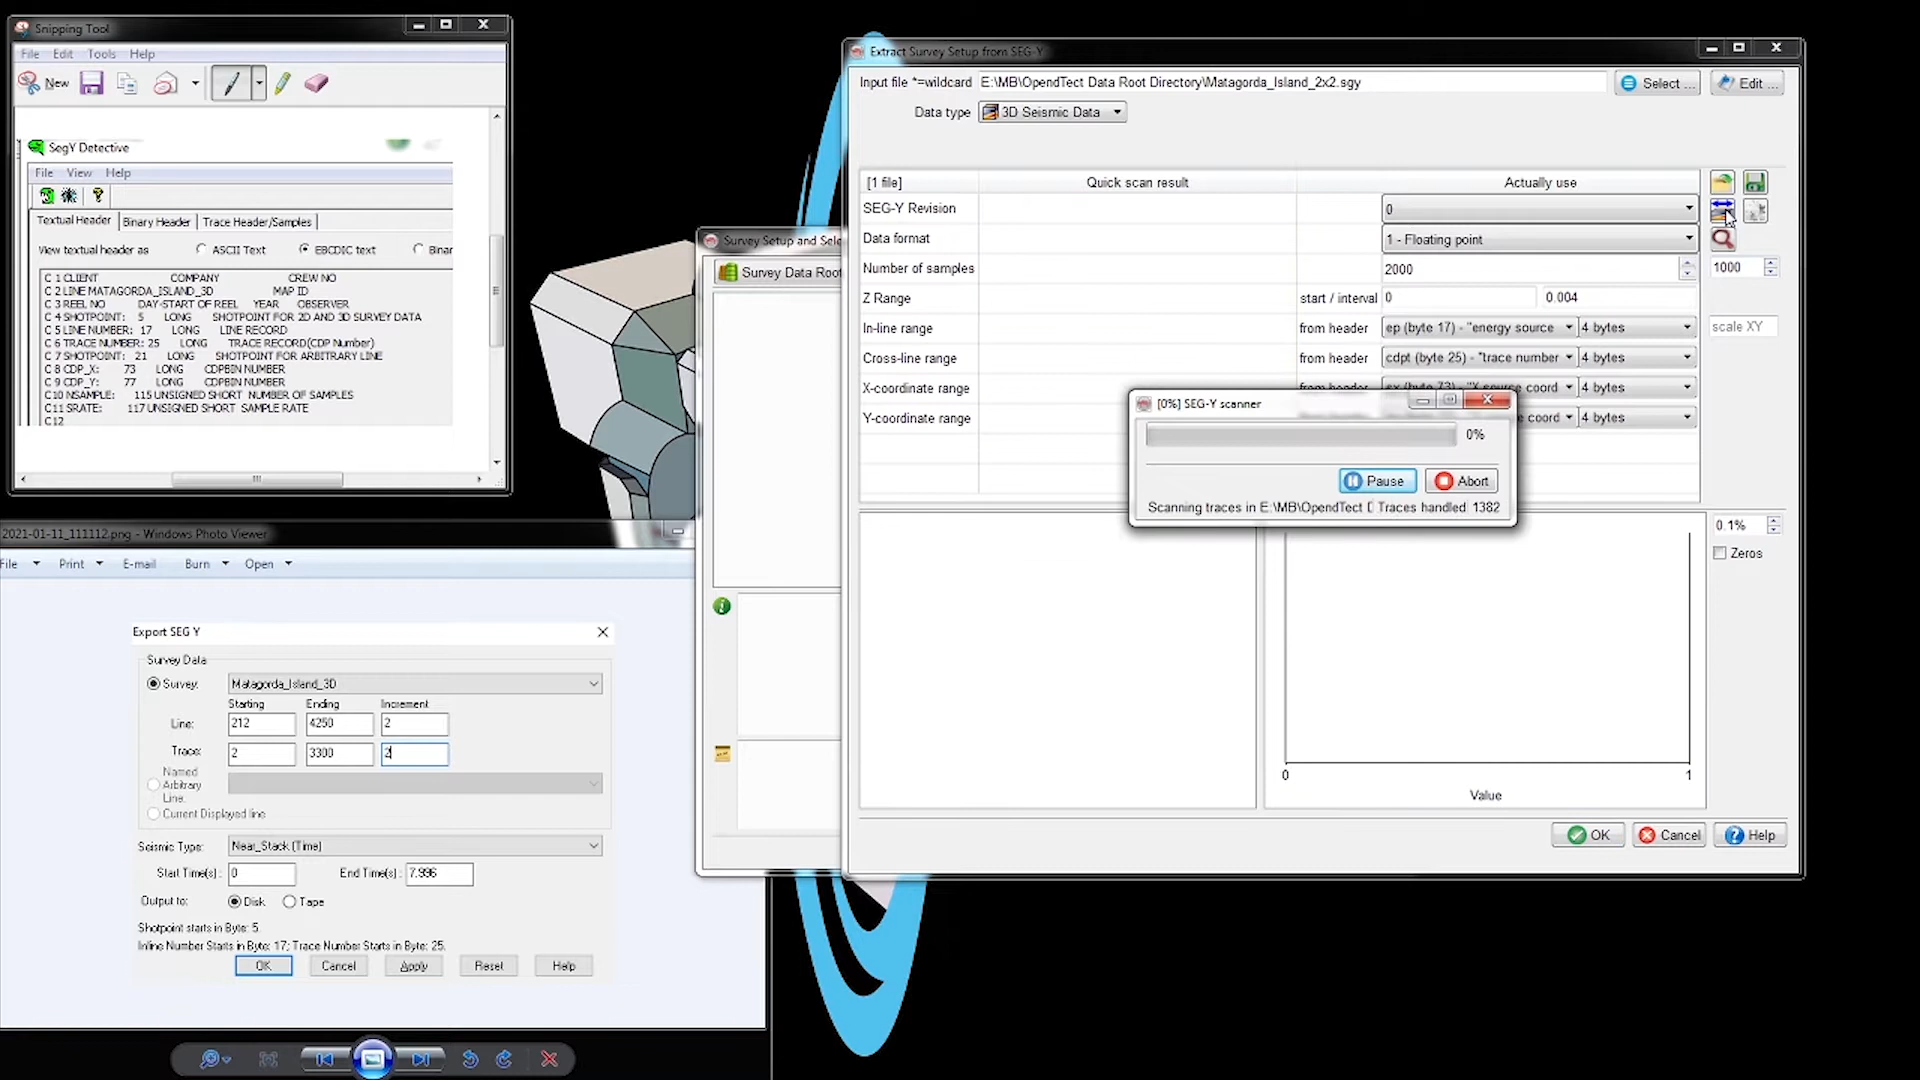 Snipping Tool
File Edit Tools Help
New
SegY Detective
File View Help
Textual Header Binary Header Trace Header/Samples
View textual header as ASCII Text EBCDIC text Binar
C 1 CLIENT COMPANY CREW NO
C 2 LINE MATAGORDA_ISLAND_3D MAP ID
C 3 REEL NO DAY-START OF REEL YEAR OBSERVER
C 4 SHOTPOINT: 5 LONG SHOTPOINT FOR 2D AND 3D SURVEY DATA
C 5 LINE NUMBER: 17 LONG LINE RECORD
C 6 TRACE NUMBER: 25 LONG TRACE RECORD(CDP Number)
C 7 SHOTPOINT: 21 LONG SHOTPOINT FOR ARBITRARY LINE
C 8 CDP_X: 73 LONG CDPBIN NUMBER
C 9 CDP_Y: 77 LONG CDPBIN NUMBER
C10 NSAMPLE: 115 UNSIGNED SHORT NUMBER OF SAMPLES
C11 SRATE: 117 UNSIGNED SHORT SAMPLE RATE
C12
2021-01-11_111112.png - Windows Photo Viewer
File Print E-mail Burn Open
Export SEG Y
Survey Data
Survey: Matagorda_Island_3D
Starting Ending Increment
Line: 212 4250 2
Trace: 2 3300 2
Named
Arbitrary
Line:
Current Displayed line
Seismic Type: Near_Stack (Time)
Start Time(s): 0 End Time(s): 7.996
Output to: Disk Tape
Shotpoint starts in Byte: 5.
Inline Number Starts in Byte: 17; Trace Number Starts in Byte: 25.
OK Cancel Apply Reset Help
Survey Setup and Sele
Survey Data Root
Extract Survey Setup from SEG-Y
Input file *=wildcard E:\MB\OpendTect Data Root Directory\Matagorda_Island_2x2.sgy Select ... Edit ...
Data type 3D Seismic Data
[1 file] Quick scan result Actually use
SEG-Y Revision 0
Data format 1 - Floating point
Number of samples 2000 1000
Z Range start / interval 0 0.004
In-line range from header ep (byte 17) - "energy source 4 bytes scale XY
Cross-line range from header cdpt (byte 25) - "trace number 4 bytes
X-coordinate range from header sx (byte 73) - "X source coord 4 bytes
Y-coordinate range coord 4 bytes
[0%] SEG-Y scanner
0%
Pause Abort
Scanning traces in E:\MB\OpendTect D Traces handled 1382
0.1%
Zeros
0 1
Value
OK Cancel Help